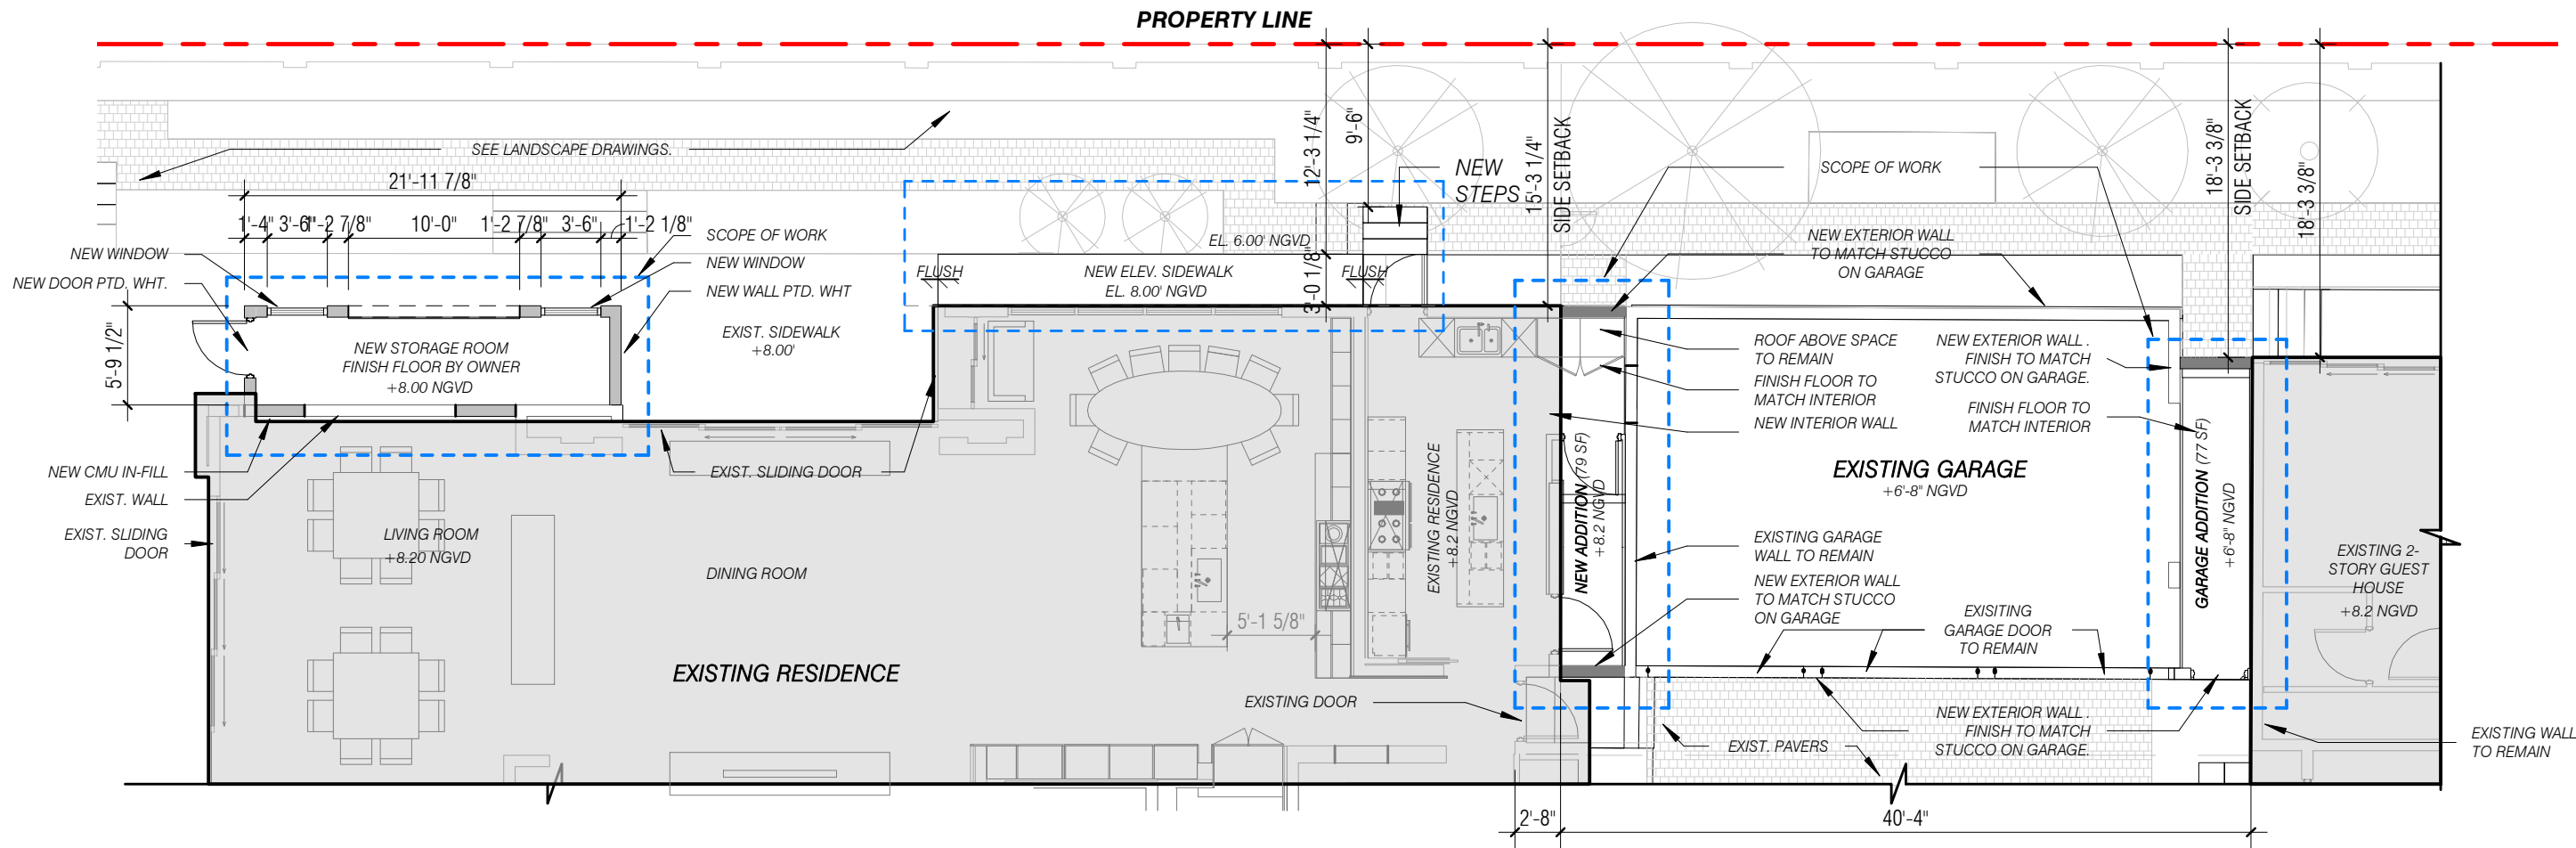 PROPERTY LINE
SEE LANDSCAPE DRAWINGS.
21'-11 7/8"
1'-4"
3'-6"
1'-2 7/8"
10'-0"
1'-2 7/8"
3'-6"
1'-2 1/8"
NEW WINDOW
NEW DOOR PTD. WHT.
SCOPE OF WORK
NEW WINDOW
NEW WALL PTD. WHT
5'-9 1/2"
NEW STORAGE ROOM
FINISH FLOOR BY OWNER
+8.00 NGVD
EXIST. SIDEWALK
+8.00'
NEW CMU IN-FILL
EXIST. WALL
EXIST. SLIDING
DOOR
EXIST. SLIDING DOOR
LIVING ROOM
+8.20 NGVD
DINING ROOM
EXISTING RESIDENCE
FLUSH
NEW ELEV. SIDEWALK
EL. 8.00' NGVD
FLUSH
EL. 6.00' NGVD
12'-3 1/4"
3'-0 1/8"
9'-6"
NEW
STEPS
15'-3 1/4"
SIDE SETBACK
SCOPE OF WORK
NEW EXTERIOR WALL
TO MATCH STUCCO
ON GARAGE
18'-3 3/8"
SIDE SETBACK
18'-3 3/8"
ROOF ABOVE SPACE
TO REMAIN
FINISH FLOOR TO
MATCH INTERIOR
NEW INTERIOR WALL
NEW EXTERIOR WALL .
FINISH TO MATCH
STUCCO ON GARAGE.
FINISH FLOOR TO
MATCH INTERIOR
EXISTING GARAGE
+6'-8" NGVD
EXISTING RESIDENCE
+8.2 NGVD
NEW ADDITION (79 SF)
+8.2 NGVD
GARAGE ADDITION (77 SF)
+6'-8" NGVD
EXISTING GARAGE
WALL TO REMAIN
NEW EXTERIOR WALL
TO MATCH STUCCO
ON GARAGE
EXISITING
GARAGE DOOR
TO REMAIN
EXISTING 2-
STORY GUEST
HOUSE
+8.2 NGVD
5'-1 5/8"
EXISTING DOOR
EXIST. PAVERS
NEW EXTERIOR WALL .
FINISH TO MATCH
STUCCO ON GARAGE.
EXISTING WALL
TO REMAIN
2'-8"
40'-4"